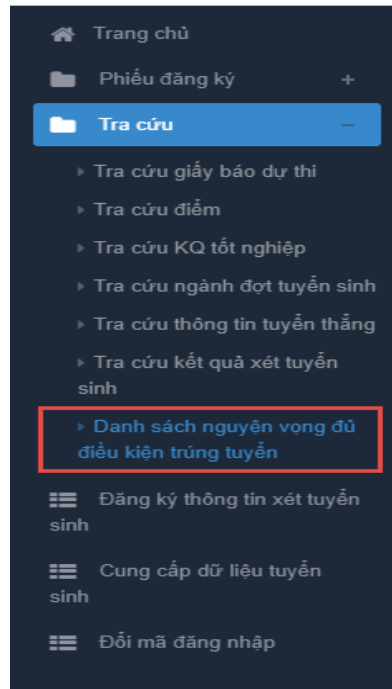 Trang chủ
Phiếu đăng ký +
Tra cứu −
Tra cứu giấy báo dự thi
Tra cứu điểm
Tra cứu KQ tốt nghiệp
Tra cứu ngành đợt tuyển sinh
Tra cứu thông tin tuyển thẳng
Tra cứu kết quả xét tuyển
sinh
Danh sách nguyện vọng đủ
điều kiện trúng tuyển
Đăng ký thông tin xét tuyển
sinh
Cung cấp dữ liệu tuyển
sinh
Đổi mã đăng nhập